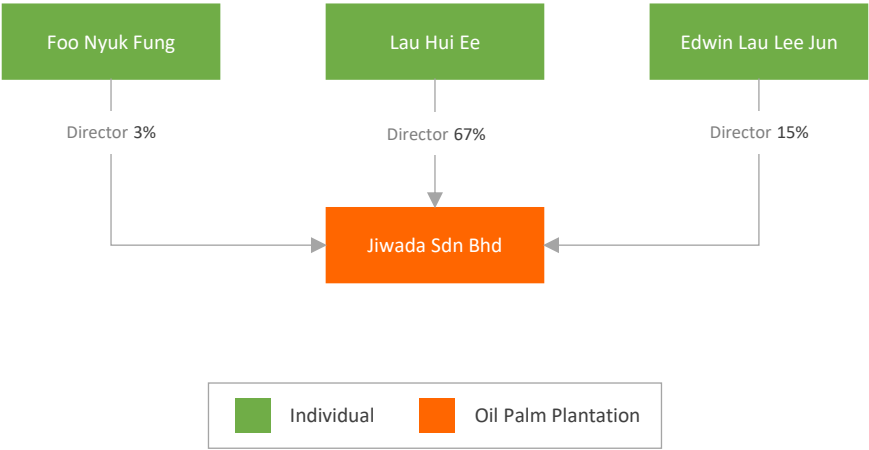 Foo Nyuk Fung
Lau Hui Ee
Edwin Lau Lee Jun
Director 3%
Director 67%
Director 15%
Jiwada Sdn Bhd
Individual
Oil Palm Plantation